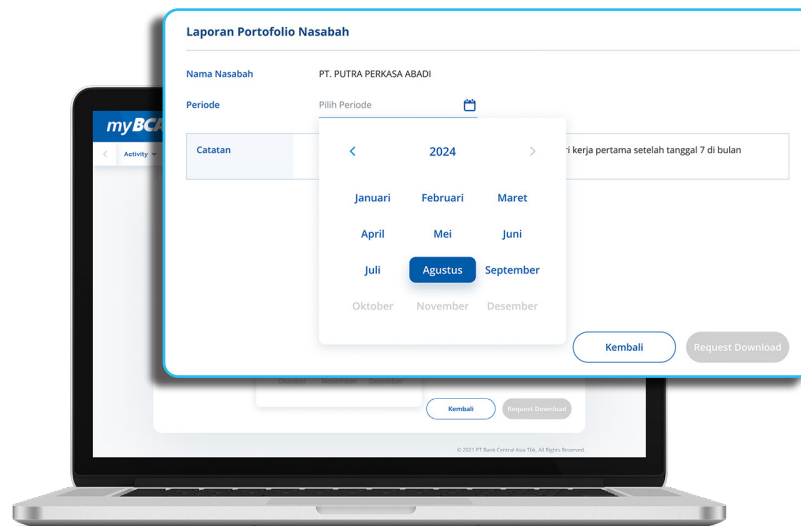 Laporan Portofolio Nasabah
Nama Nasabah PT. PUTRA PERKASA ABADI
Periode Pilih Periode
Catatan kerja pertama setelah tanggal 7 di bulan
2024
Januari Februari Maret
April Mei Juni
Juli Agustus September
Oktober November Desember
Kembali Request Download
myBCA
Activity
Oktober November Desember
Kembali Request Download
© 2021 PT Bank Central Asia Tbk, All Rights Reserved.